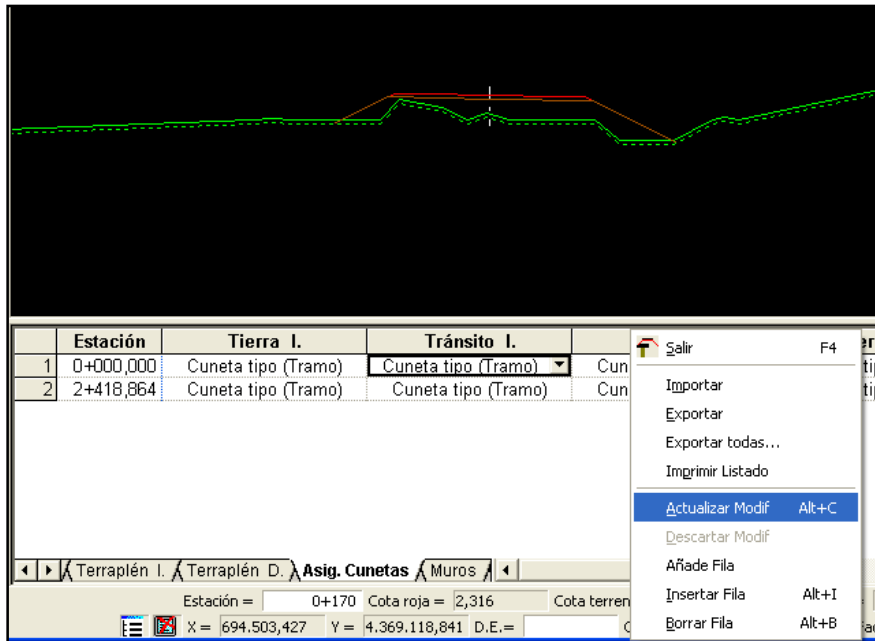 Estación Tierra I. Tránsito I.
1 0+000,000 Cuneta tipo (Tramo) Cuneta tipo (Tramo) Cun
2 2+418,864 Cuneta tipo (Tramo) Cuneta tipo (Tramo) Cun
Salir F4
Importar
Exportar
Exportar todas...
Imprimir Listado
Actualizar Modif Alt+C
Descartar Modif
Añade Fila
Insertar Fila Alt+I
Borrar Fila Alt+B
Terraplén I. Terraplén D. Asig. Cunetas Muros
Estación = 0+170 Cota roja = 2,316 Cota terren
X = 694.503,427 Y = 4.369.118,841 D.E.=